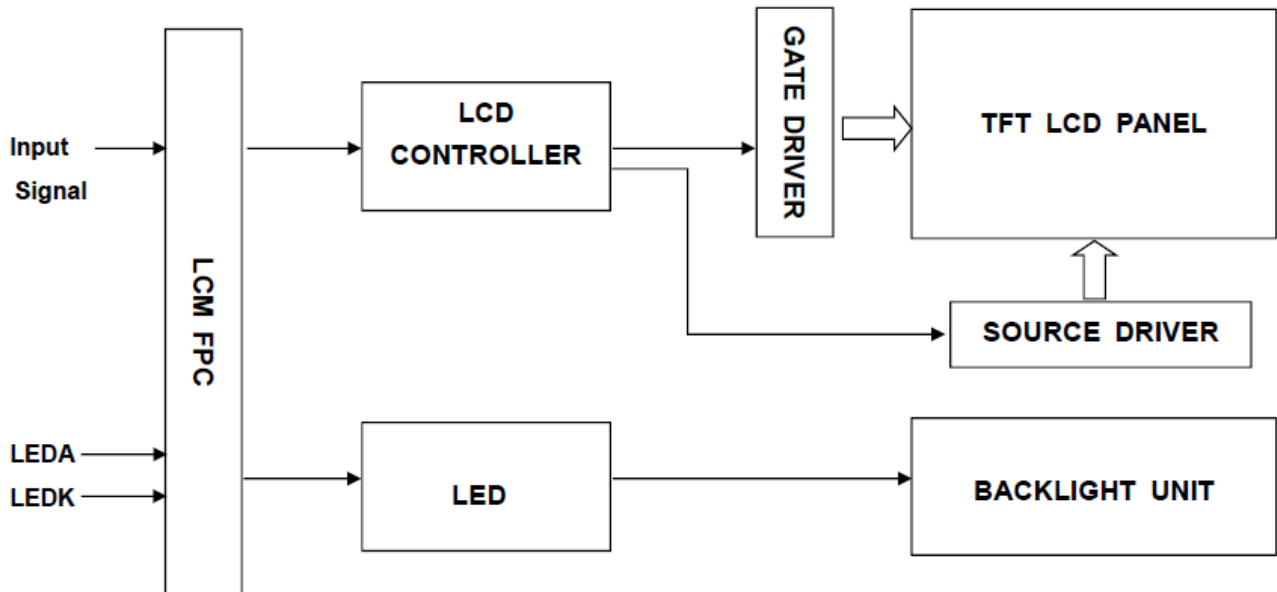 Input
Signal
LEDA
LEDK
LCM FPC
LCD
CONTROLLER
LED
GATE DRIVER
TFT LCD PANEL
SOURCE DRIVER
BACKLIGHT UNIT